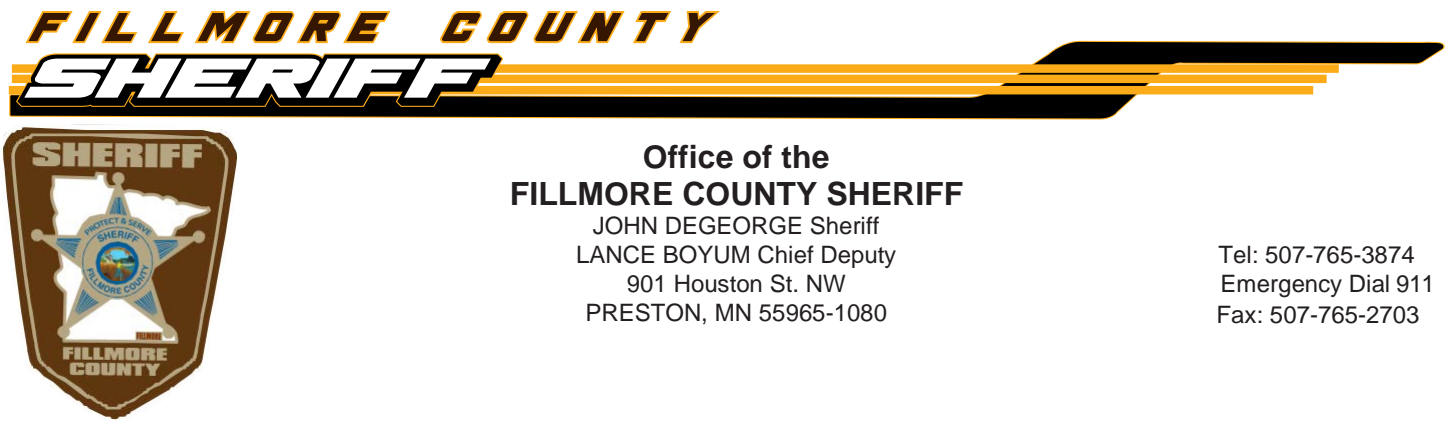 FILLMORE COUNTY
SHERIFF
SHERIFF
PROTECT & SERVE
SHERIFF
FILLMORE COUNTY
FILLMORE
FILLMORE
COUNTY
Office of the
FILLMORE COUNTY SHERIFF
JOHN DEGEORGE Sheriff
LANCE BOYUM Chief Deputy
901 Houston St. NW
PRESTON, MN 55965-1080
Tel: 507-765-3874
Emergency Dial 911
Fax: 507-765-2703